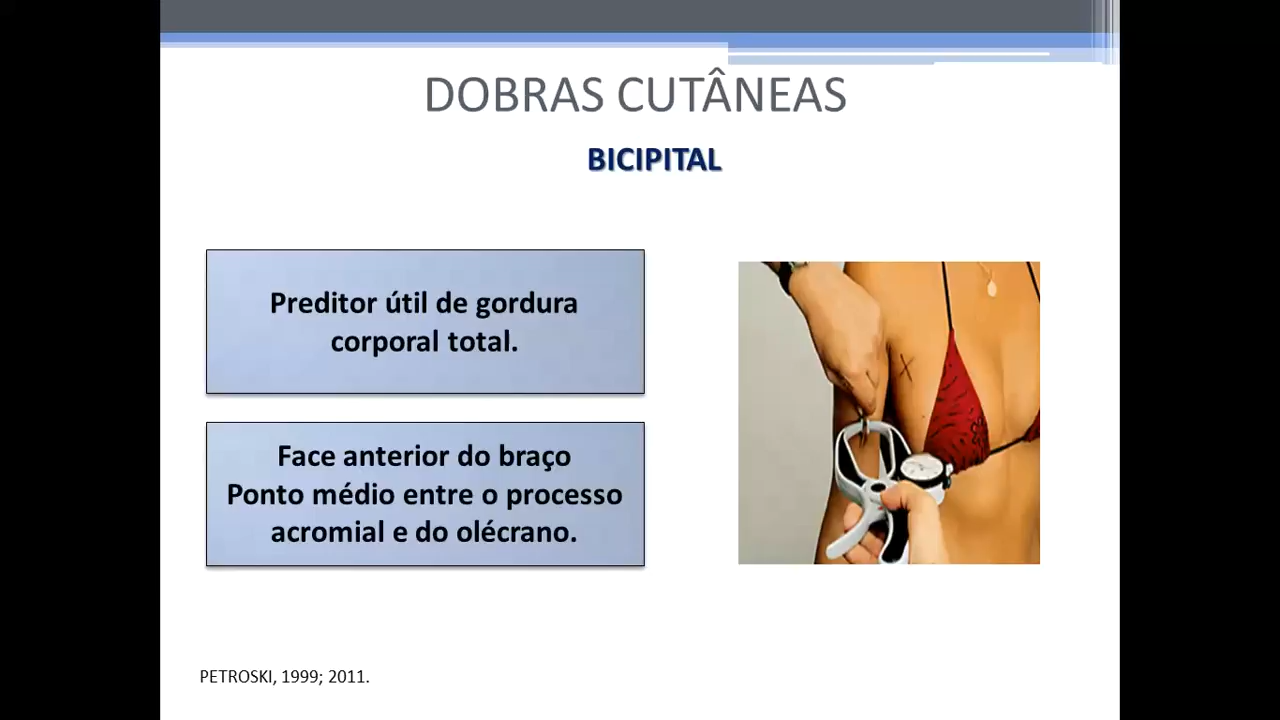 DOBRAS CUTÂNEAS
BICIPITAL
Preditor útil de gordura
corporal total.
Face anterior do braço
Ponto médio entre o processo
acromial e do olécrano.
PETROSKI, 1999; 2011.